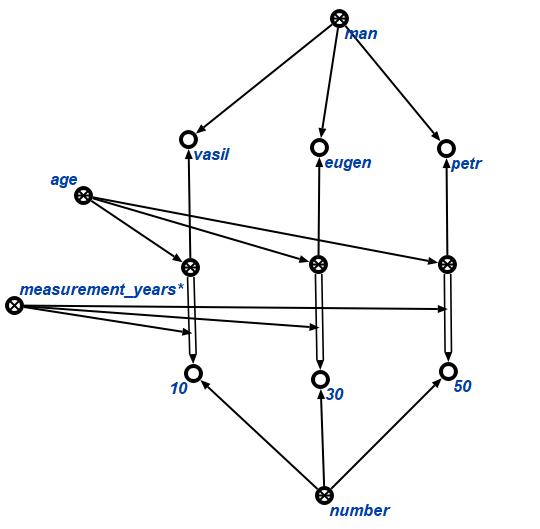 man
vasil
eugen
petr
age
measurement_years*
10
30
50
number